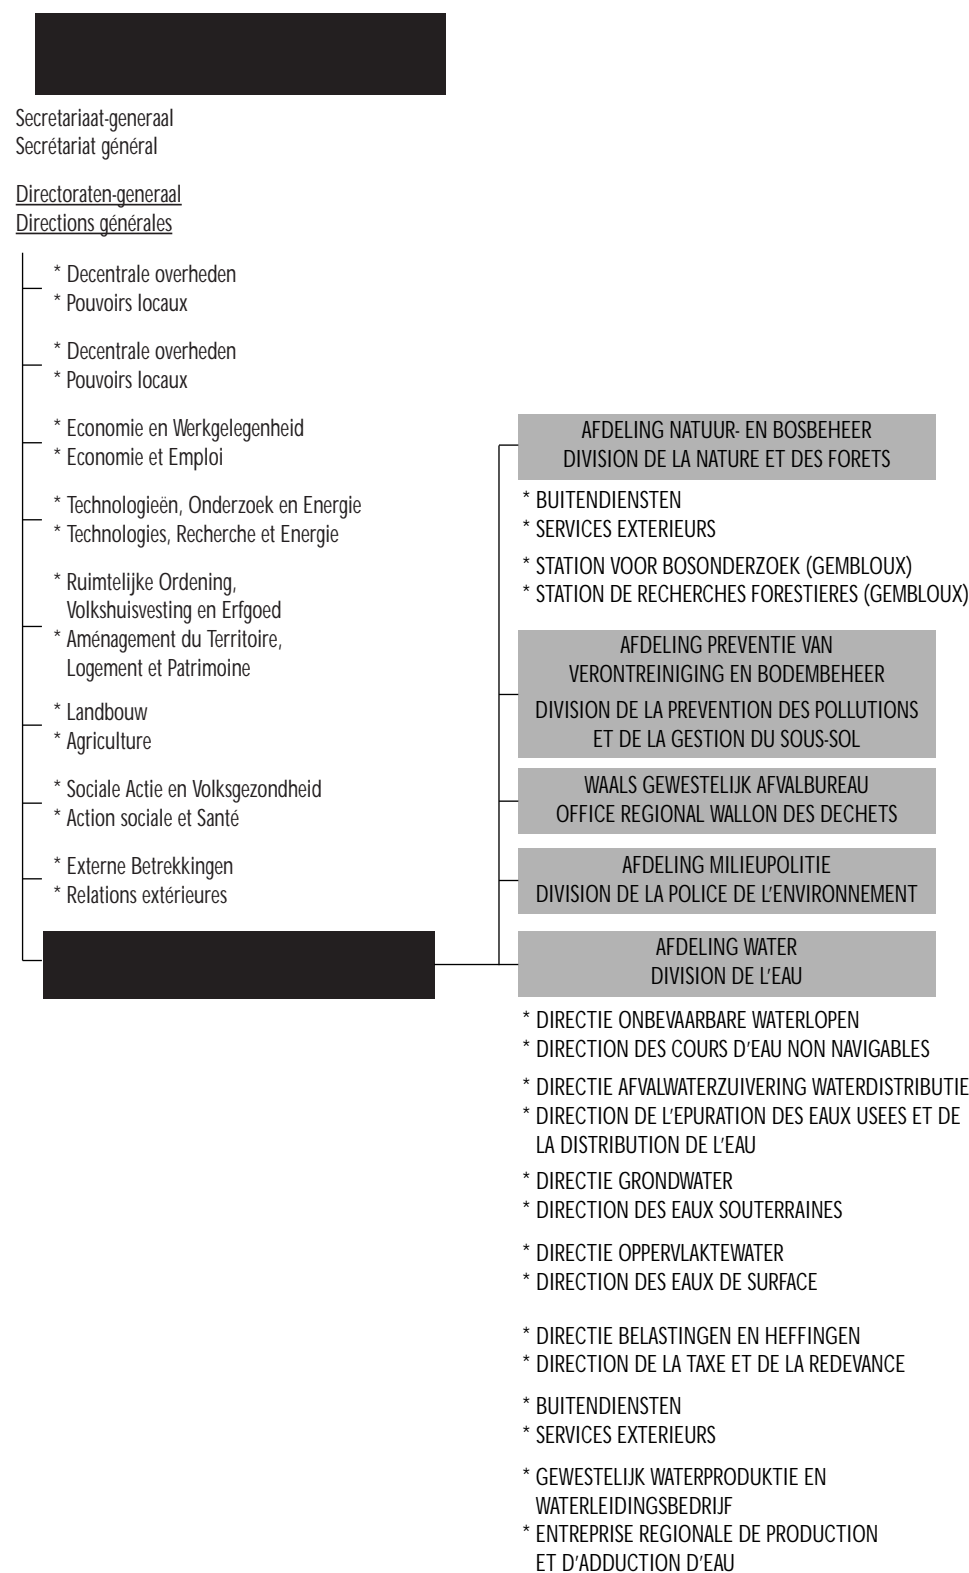 Secretariaat-generaal
Secrétariat général
Directoraten-generaal
Directions générales
* Decentrale overheden
* Pouvoirs locaux
* Decentrale overheden
* Pouvoirs locaux
* Economie en Werkgelegenheid
* Economie et Emploi
* Technologieën, Onderzoek en Energie
* Technologies, Recherche et Energie
* Ruimtelijke Ordening,
Volkshuisvesting en Erfgoed
* Aménagement du Territoire,
Logement et Patrimoine
* Landbouw
* Agriculture
* Sociale Actie en Volksgezondheid
* Action sociale et Santé
* Externe Betrekkingen
* Relations extérieures
AFDELING NATUUR- EN BOSBEHEER
DIVISION DE LA NATURE ET DES FORETS
* BUITENDIENSTEN
* SERVICES EXTERIEURS
* STATION VOOR BOSONDERZOEK (GEMBLOUX)
* STATION DE RECHERCHES FORESTIERES (GEMBLOUX)
AFDELING PREVENTIE VAN
VERONTREINIGING EN BODEMBEHEER
DIVISION DE LA PREVENTION DES POLLUTIONS
ET DE LA GESTION DU SOUS-SOL
WAALS GEWESTELIJK AFVALBUREAU
OFFICE REGIONAL WALLON DES DECHETS
AFDELING MILIEUPOLITIE
DIVISION DE LA POLICE DE L'ENVIRONNEMENT
AFDELING WATER
DIVISION DE L'EAU
* DIRECTIE ONBEVAARBARE WATERLOPEN
* DIRECTION DES COURS D'EAU NON NAVIGABLES
* DIRECTIE AFVALWATERZUIVERING WATERDISTRIBUTIE
* DIRECTION DE L'EPURATION DES EAUX USEES ET DE
LA DISTRIBUTION DE L'EAU
* DIRECTIE GRONDWATER
* DIRECTION DES EAUX SOUTERRAINES
* DIRECTIE OPPERVLAKTEWATER
* DIRECTION DES EAUX DE SURFACE
* DIRECTIE BELASTINGEN EN HEFFINGEN
* DIRECTION DE LA TAXE ET DE LA REDEVANCE
* BUITENDIENSTEN
* SERVICES EXTERIEURS
* GEWESTELIJK WATERPRODUKTIE EN
WATERLEIDINGSBEDRIJF
* ENTREPRISE REGIONALE DE PRODUCTION
ET D'ADDUCTION D'EAU